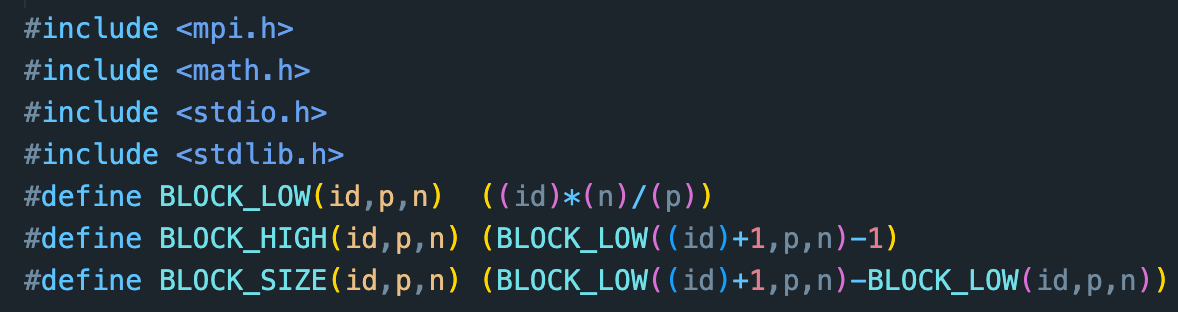 #include <mpi.h>
#include <math.h>
#include <stdio.h>
#include <stdlib.h>
#define BLOCK_LOW(id,p,n)  ((id)*(n)/(p))
#define BLOCK_HIGH(id,p,n) (BLOCK_LOW((id)+1,p,n)-1)
#define BLOCK_SIZE(id,p,n) (BLOCK_LOW((id)+1,p,n)-BLOCK_LOW(id,p,n))